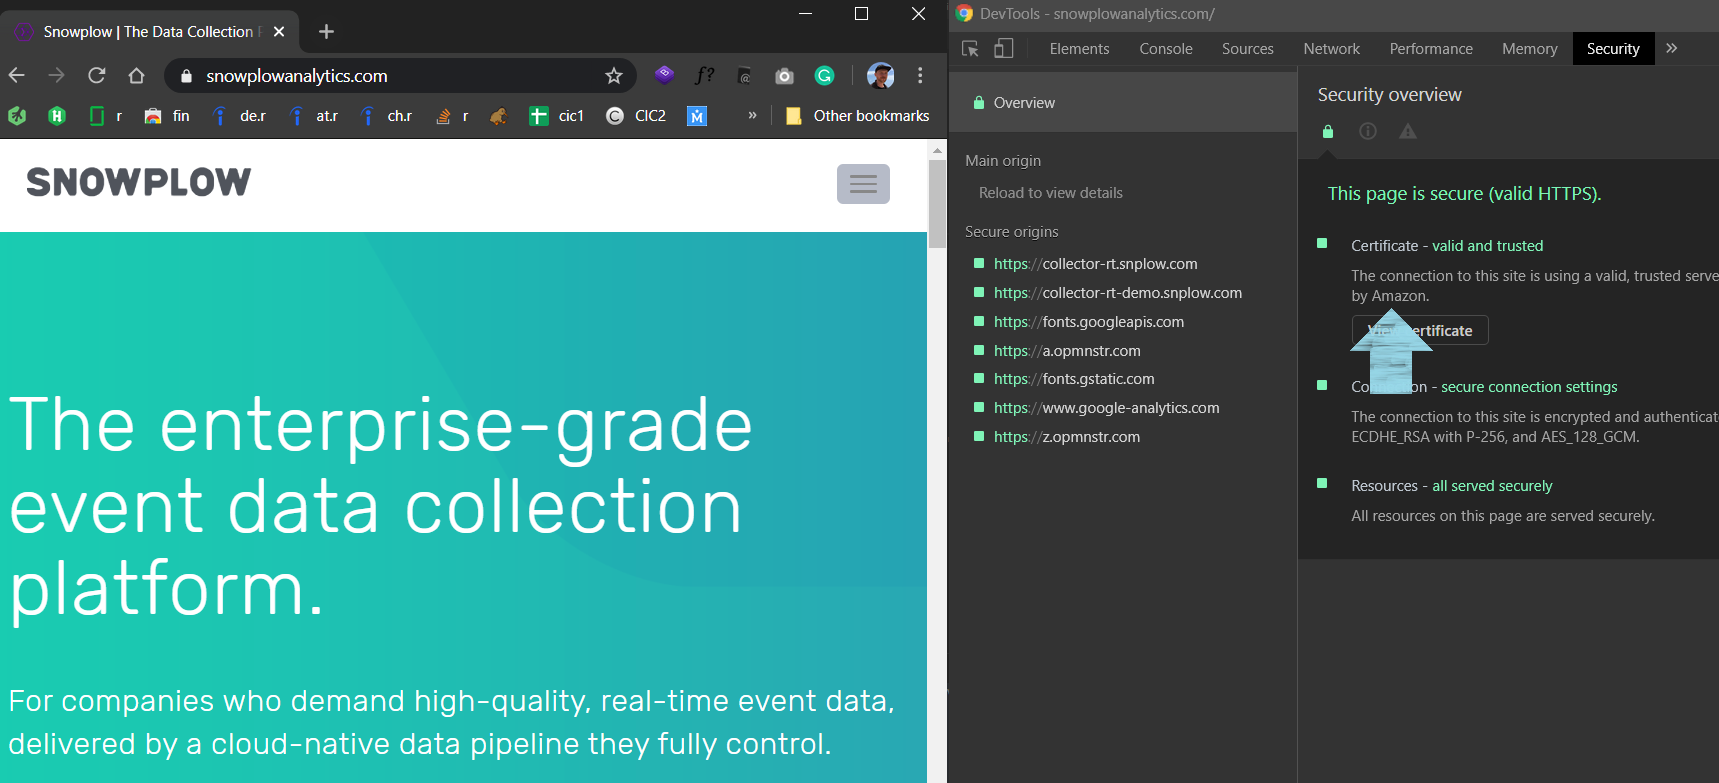 Snowplow | The Data Collection
snowplowanalytics.com
f?
r
fin
de.r
at.r
ch.r
r
cic1
CIC2
»
Other bookmarks
SNOWPLOW
The enterprise-grade
event data collection
platform.
For companies who demand high-quality, real-time event data,
delivered by a cloud-native data pipeline they fully control.
DevTools - snowplowanalytics.com/
Elements
Console
Sources
Network
Performance
Memory
Security
»
Overview
Main origin
Reload to view details
Secure origins
https://collector-rt.snplow.com
https://collector-rt-demo.snplow.com
https://fonts.googleapis.com
https://a.opmnstr.com
https://fonts.gstatic.com
https://www.google-analytics.com
https://z.opmnstr.com
Security overview
This page is secure (valid HTTPS).
Certificate - valid and trusted
The connection to this site is using a valid, trusted serve
by Amazon.
- secure connection settings
The connection to this site is encrypted and authenticat
ECDHE_RSA with P-256, and AES_128_GCM.
Resources - all served securely
All resources on this page are served securely.